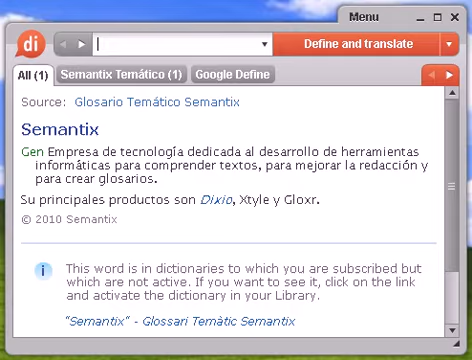 Menu
di
Define and translate
All (1)
Semantix Temático (1)
Google Define
Source: Glosario Temático Semantix
Semantix
Gen Empresa de tecnología dedicada al desarrollo de herramientas
informáticas para comprender textos, para mejorar la redacción y
para crear glosarios.
Su principales producos son Dixio, Xtyle y Gloxr.
© 2010 Semantix
i
This word is in dictionaries to which you are subscribed but
which are not active. If you want to see it, click on the link
and activate the dictionary in your Library.
"Semantix" - Glossari Temàtic Semantix